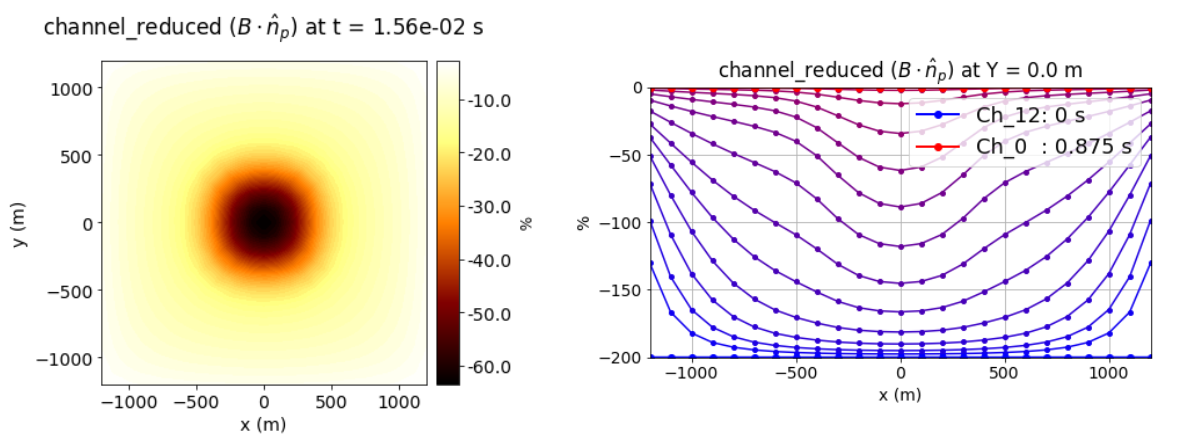 channel_reduced (B · n̂ₚ) at t = 1.56e-02 s
1000
500
0
−500
−1000
y (m)
−1000 −500 0 500 1000
x (m)
-10.0
-20.0
-30.0
-40.0
-50.0
-60.0
%
channel_reduced (B · n̂ₚ) at Y = 0.0 m
0
−50
−100
−150
−200
%
Ch_12: 0 s
Ch_0 : 0.875 s
−1000 −500 0 500 1000
x (m)